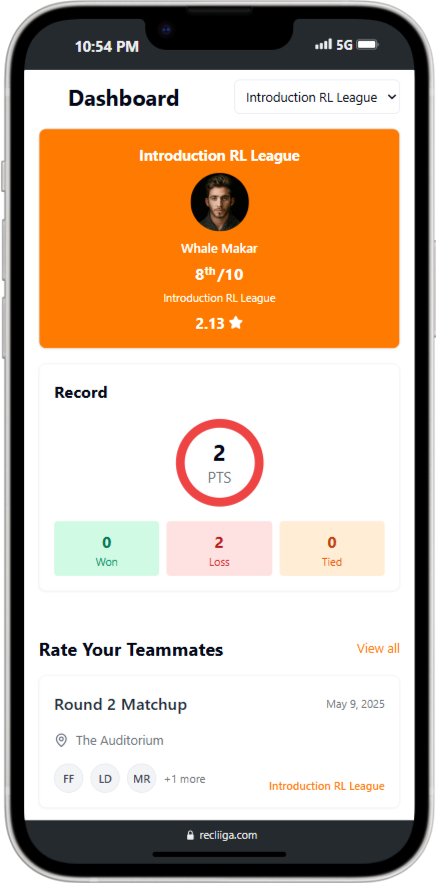 10:54 PM 5G
Dashboard
Introduction RL League
Introduction RL League
Whale Makar
8th/10
Introduction RL League
2.13
Record
2
PTS
0
Won
2
Loss
0
Tied
Rate Your Teammates
View all
Round 2 Matchup
May 9, 2025
The Auditorium
FF LD MR +1 more
Introduction RL League
recliiga.com